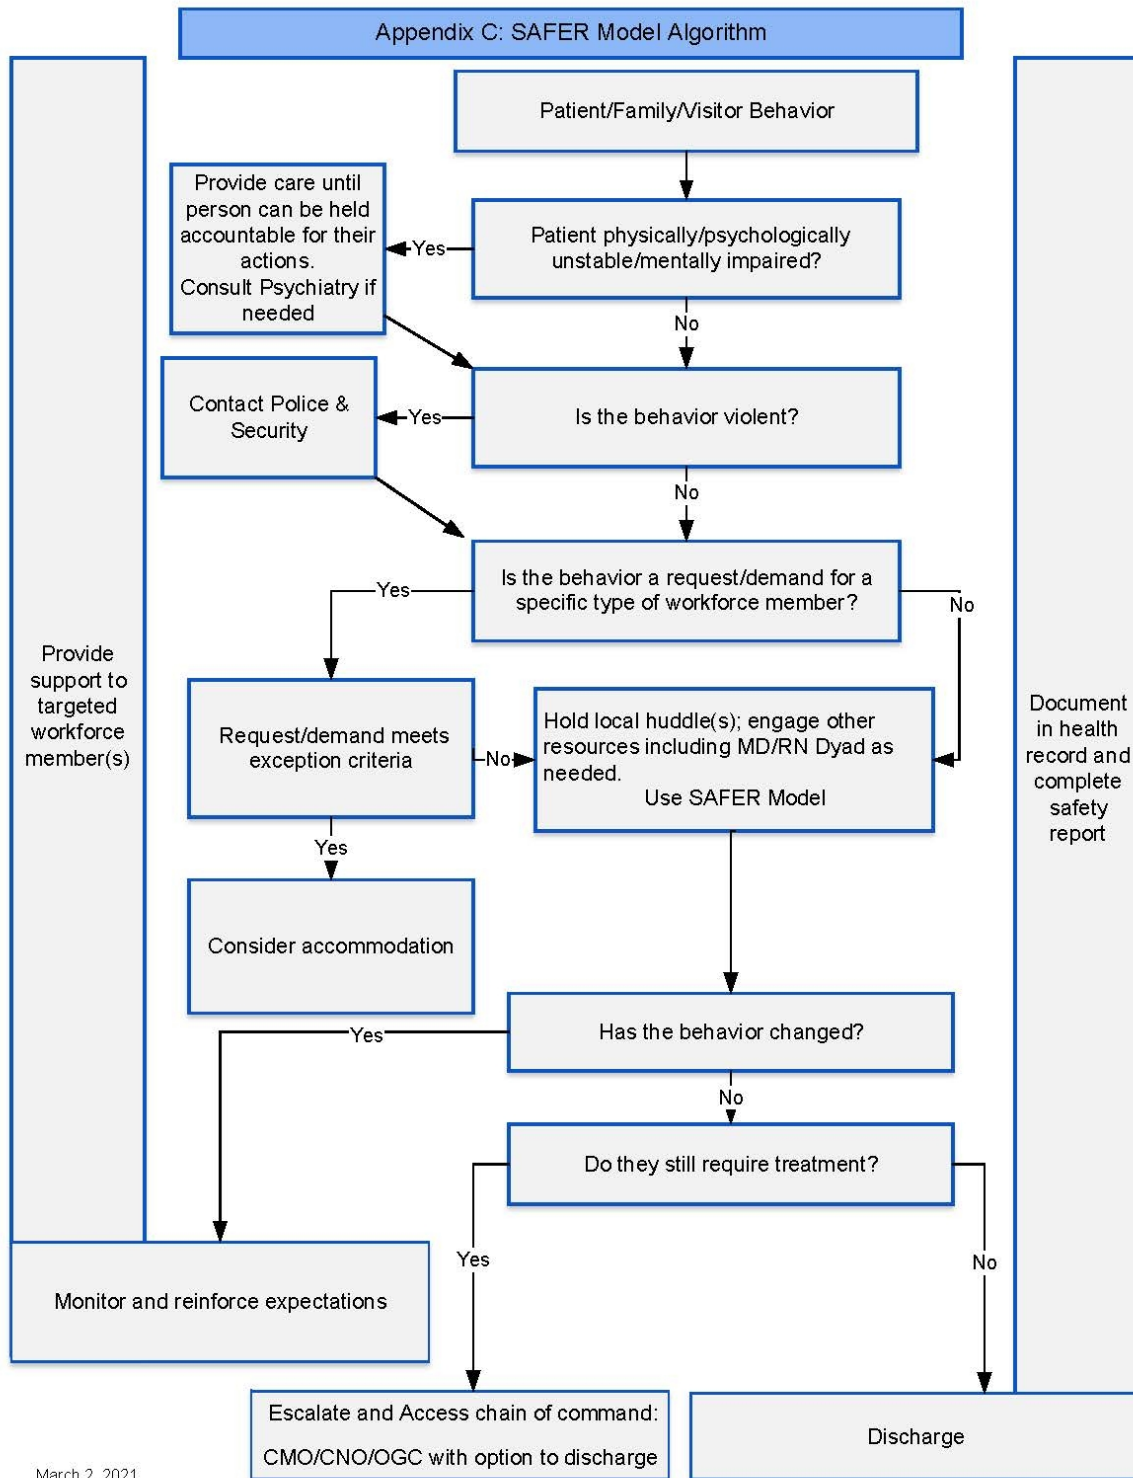 Appendix C: SAFER Model Algorithm
Patient/Family/Visitor Behavior
Provide care until
person can be held
accountable for their
actions.
Consult Psychiatry if
needed
Yes
Patient physically/psychologically
unstable/mentally impaired?
No
Contact Police &
Security
Yes
Is the behavior violent?
No
Is the behavior a request/demand for a
specific type of workforce member?
Yes
No
Provide
support to
targeted
workforce
member(s)
Request/demand meets
exception criteria
No
Hold local huddle(s); engage other
resources including MD/RN Dyad as
needed.
Use SAFER Model
Document
in health
record and
complete
safety
report
Yes
Consider accommodation
Has the behavior changed?
Yes
No
Do they still require treatment?
Yes
No
Monitor and reinforce expectations
Escalate and Access chain of command:
CMO/CNO/OGC with option to discharge
Discharge
March 2, 2021